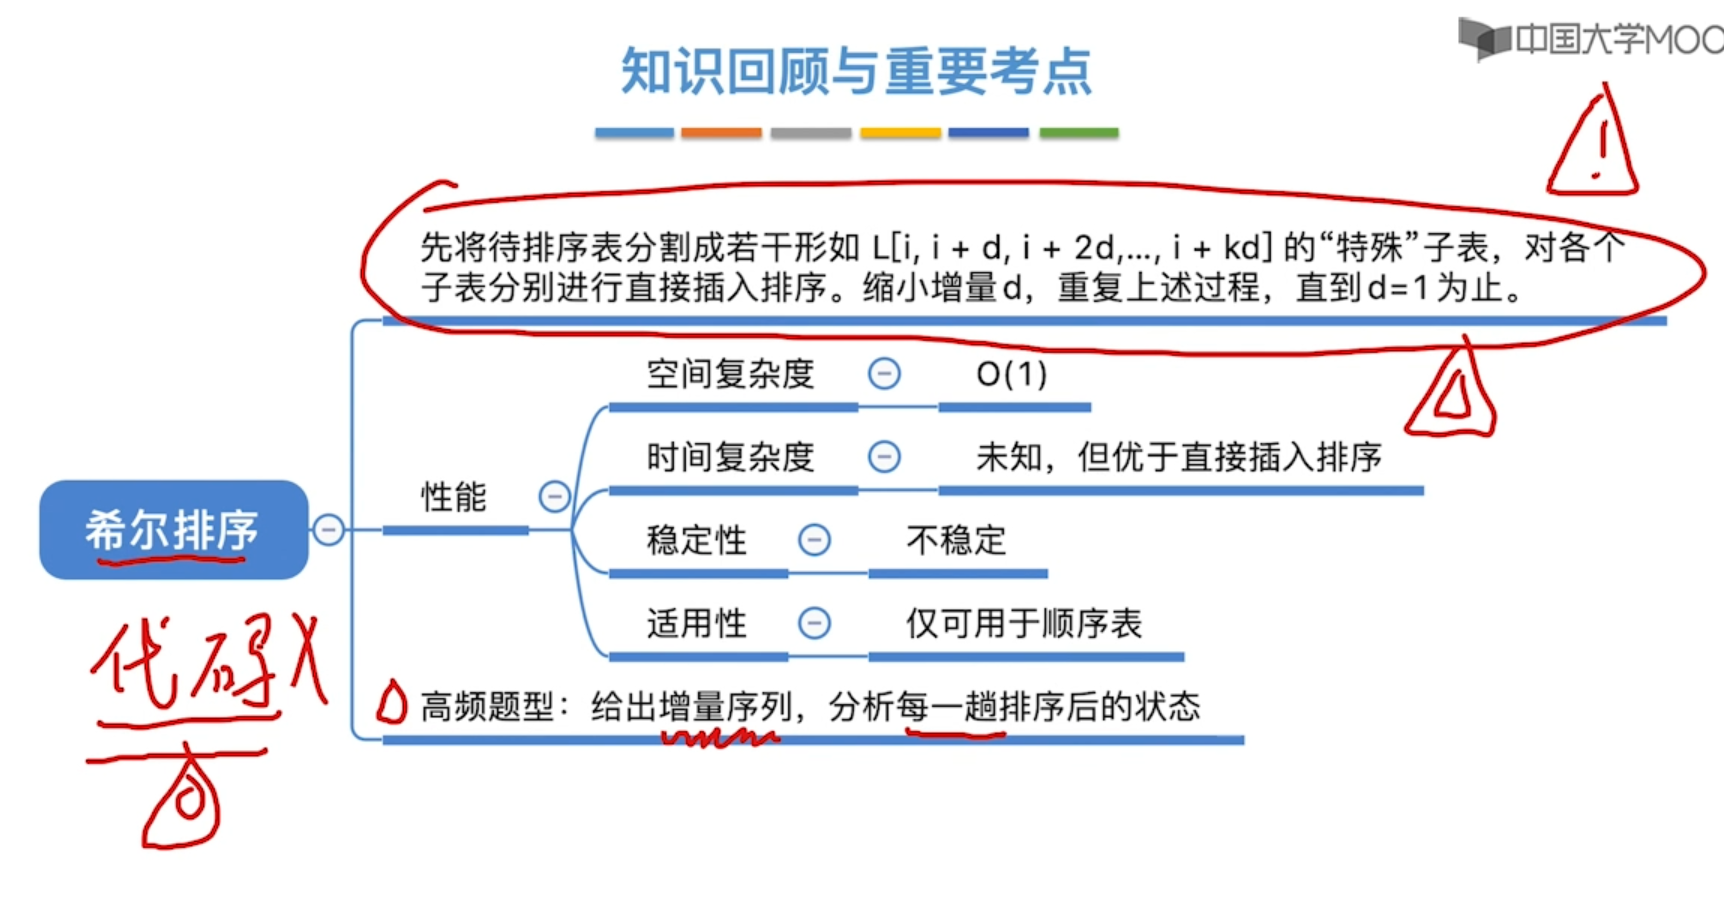 中国大学MOO
知识回顾与重要考点
先将待排序表分割成若干形如 L[i, i + d, i + 2d,..., i + kd] 的“特殊”子表，对各个
子表分别进行直接插入排序。缩小增量d，重复上述过程，直到d=1为止。
空间复杂度
O(1)
时间复杂度
未知，但优于直接插入排序
性能
稳定性
不稳定
希尔排序
适用性
仅可用于顺序表
代码X
高频题型：给出增量序列，分析每一趟排序后的状态